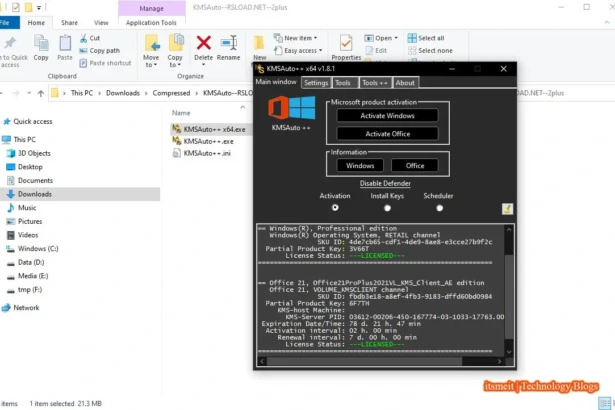 Manage
KMSAuto--RSLOAD.NET--2plus
File
Home
Share
View
Application Tools
Cut
Copy path
Paste shortcut
Copy
Paste
Clipboard
Move to
Copy to
Delete
Rename
Organize
New item
Easy access
New
Properties
Open
Edit
Select all
Select none
This PC > Downloads > Compressed > KMSAuto--RSLOAD.NET--2plus
Name
Quick access
This PC
3D Objects
Desktop
Documents
Downloads
Music
Pictures
Videos
Windows (C:)
Data (D:)
Media (E:)
tmp (F:)
Network
KMSAuto++ x64.exe
KMSAuto++.exe
KMSAuto++.ini
KMSAuto++ x64 v1.8.1
Main window
Settings
Tools
Tools ++
About
KMSAuto ++
Microsoft product activation
Activate Windows
Activate Office
Information
Windows
Office
Disable Defender
Activation
Install Keys
Scheduler
== Windows(R), Professional edition
Windows(R) Operating System, RETAIL channel
SKU ID: 4de7cb65-cdf1-4de9-8ae8-e3cce27b9f2c
Partial Product Key: 3V66T
License Status: ---LICENSED---
== Office 21, Office21ProPlus2021VL_KMS_Client_AE edition
Office 21, VOLUME_KMSCLIENT channel
SKU ID: fbdb3e18-a8ef-4fb3-9183-dffd60bd0984
Partial Product Key: 6F7TH
KMS-host Machine:
KMS-Server PID: 03612-00206-450-167774-03-1033-17763.00
Expiration Date/Time: 78 d. 21 h. 47 min
Activation interval: 02 h. 00 min
Renewal interval: 7 d. 00 h. 00 min
License Status: ---LICENSED---
items
1 item selected 21.3 MB
itsmeit | Technology Blogs